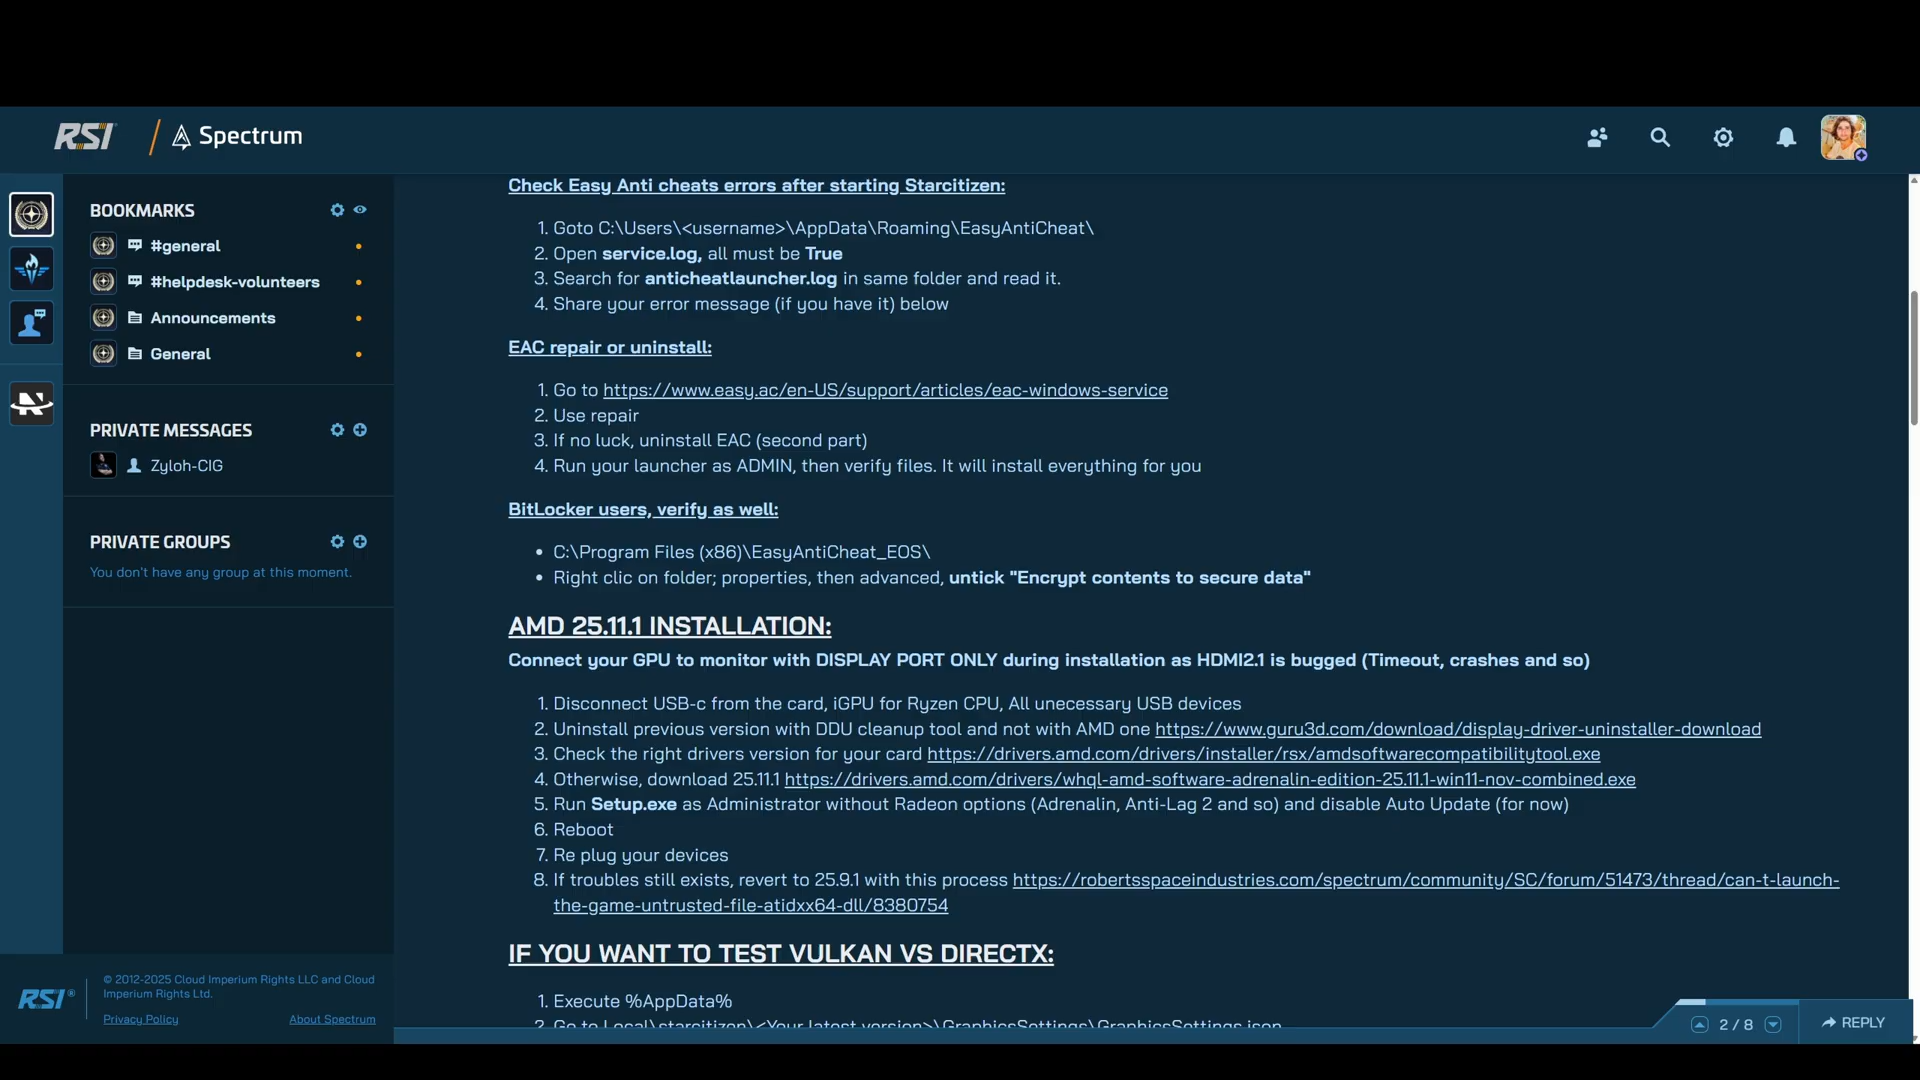 RSI / Spectrum
BOOKMARKS
#general
#helpdesk-volunteers
Announcements
General
PRIVATE MESSAGES
Zyloh-CIG
PRIVATE GROUPS
You don't have any group at this moment.
RSI ®
© 2012-2025 Cloud Imperium Rights LLC and Cloud
Imperium Rights Ltd.
Privacy Policy About Spectrum
Check Easy Anti cheats errors after starting Starcitizen:
1. Goto C:\Users\<username>\AppData\Roaming\EasyAntiCheat\
2. Open service.log, all must be True
3. Search for anticheatlauncher.log in same folder and read it.
4. Share your error message (if you have it) below
EAC repair or uninstall:
1. Go to https://www.easy.ac/en-US/support/articles/eac-windows-service
2. Use repair
3. If no luck, uninstall EAC (second part)
4. Run your launcher as ADMIN, then verify files. It will install everything for you
BitLocker users, verify as well:
• C:\Program Files (x86)\EasyAntiCheat_EOS\
• Right clic on folder; properties, then advanced, untick "Encrypt contents to secure data"
AMD 25.11.1 INSTALLATION:
Connect your GPU to monitor with DISPLAY PORT ONLY during installation as HDMI2.1 is bugged (Timeout, crashes and so)
1. Disconnect USB-c from the card, iGPU for Ryzen CPU, All unecessary USB devices
2. Uninstall previous version with DDU cleanup tool and not with AMD one https://www.guru3d.com/download/display-driver-uninstaller-download
3. Check the right drivers version for your card https://drivers.amd.com/drivers/installer/rsx/amdsoftwarecompatibilitytool.exe
4. Otherwise, download 25.11.1 https://drivers.amd.com/drivers/whql-amd-software-adrenalin-edition-25.11.1-win11-nov-combined.exe
5. Run Setup.exe as Administrator without Radeon options (Adrenalin, Anti-Lag 2 and so) and disable Auto Update (for now)
6. Reboot
7. Re plug your devices
8. If troubles still exists, revert to 25.9.1 with this process https://robertsspaceindustries.com/spectrum/community/SC/forum/51473/thread/can-t-launch-
the-game-untrusted-file-atidxx64-dll/8380754
IF YOU WANT TO TEST VULKAN VS DIRECTX:
1. Execute %AppData%
2. Go to Local\starcitizen\<Your latest version>\GraphicsSettings\GraphicsSettings.json
2 / 8
REPLY